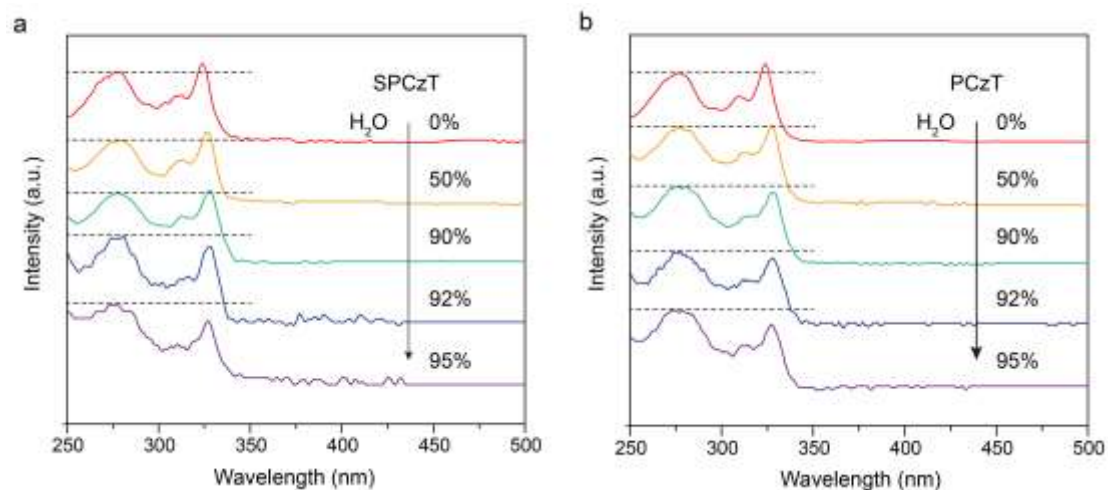 a
SPCzT
H2O 0%
50%
90%
92%
95%
Intensity (a.u.)
250 300 350 400 450 500
Wavelength (nm)
b
PCzT
H2O 0%
50%
90%
92%
95%
Intensity (a.u.)
250 300 350 400 450 500
Wavelength (nm)